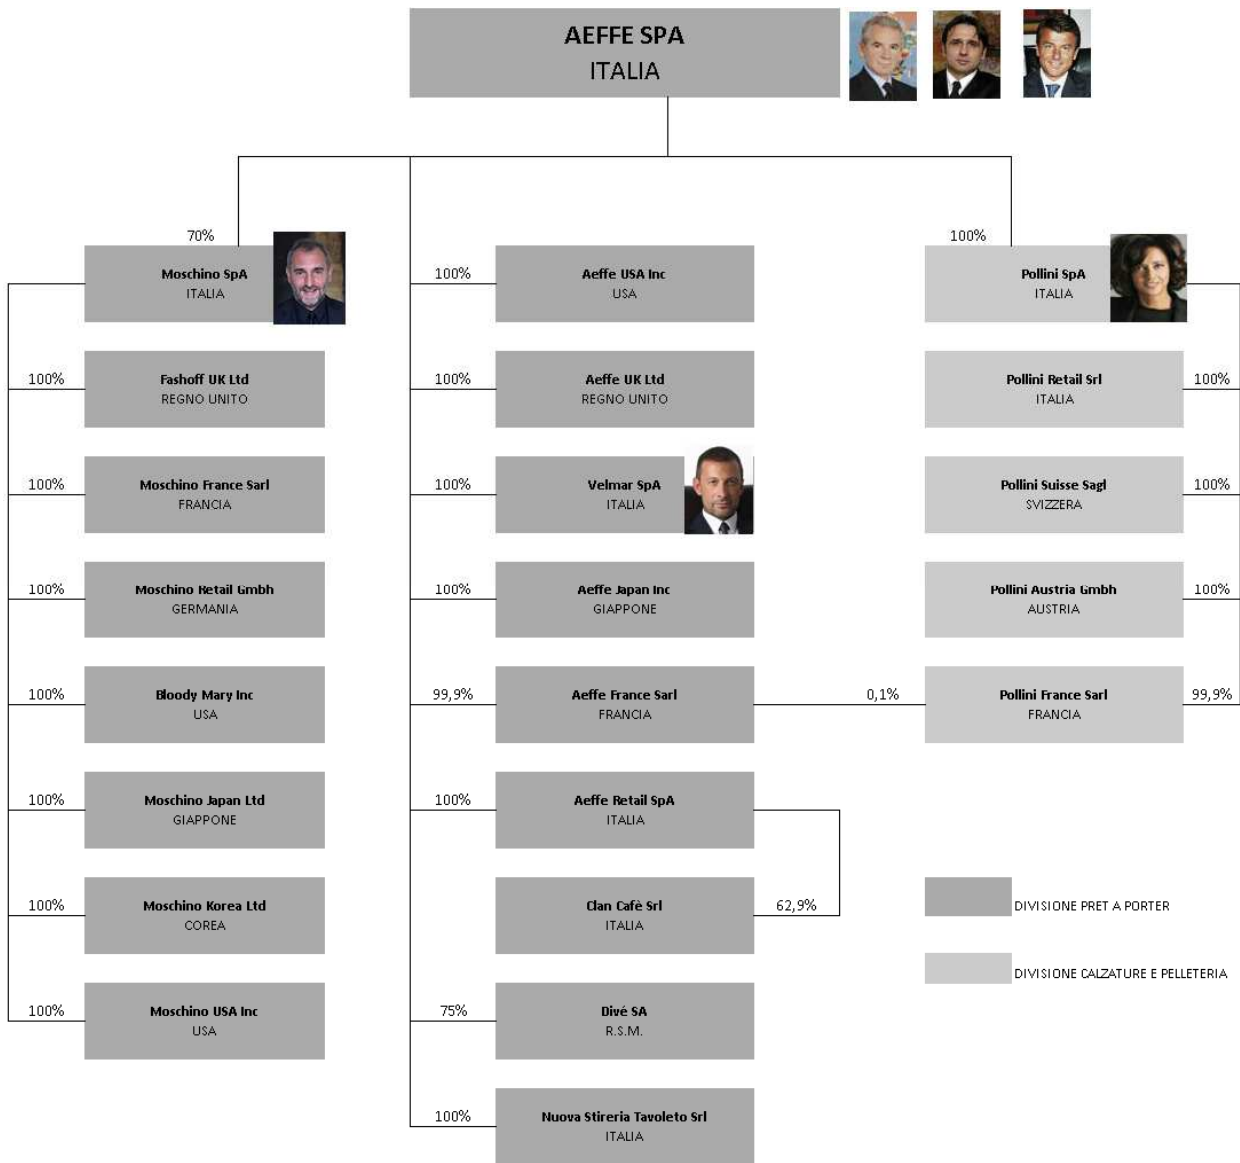 AEFFE SPA
ITALIA
70%
Moschino SpA
ITALIA
100%
Fashoff UK Ltd
REGNO UNITO
100%
Moschino France Sarl
FRANCIA
100%
Moschino Retail Gmbh
GERMANIA
100%
Bloody Mary Inc
USA
100%
Moschino Japan Ltd
GIAPPONE
100%
Moschino Korea Ltd
COREA
100%
Moschino USA Inc
USA
100%
Aeffe USA Inc
USA
100%
Aeffe UK Ltd
REGNO UNITO
100%
Velmar SpA
ITALIA
100%
Aeffe Japan Inc
GIAPPONE
99,9%
Aeffe France Sarl
FRANCIA
0,1%
100%
Aeffe Retail SpA
ITALIA
Clan Cafè Srl
ITALIA
62,9%
75%
Divé SA
R.S.M.
100%
Nuova Stireria Tavoleto Srl
ITALIA
100%
Pollini SpA
ITALIA
Pollini Retail Srl
ITALIA
100%
Pollini Suisse Sagl
SVIZZERA
100%
Pollini Austria Gmbh
AUSTRIA
100%
Pollini France Sarl
FRANCIA
99,9%
DIVISIONE PRET A PORTER
DIVISIONE CALZATURE E PELLETERIA